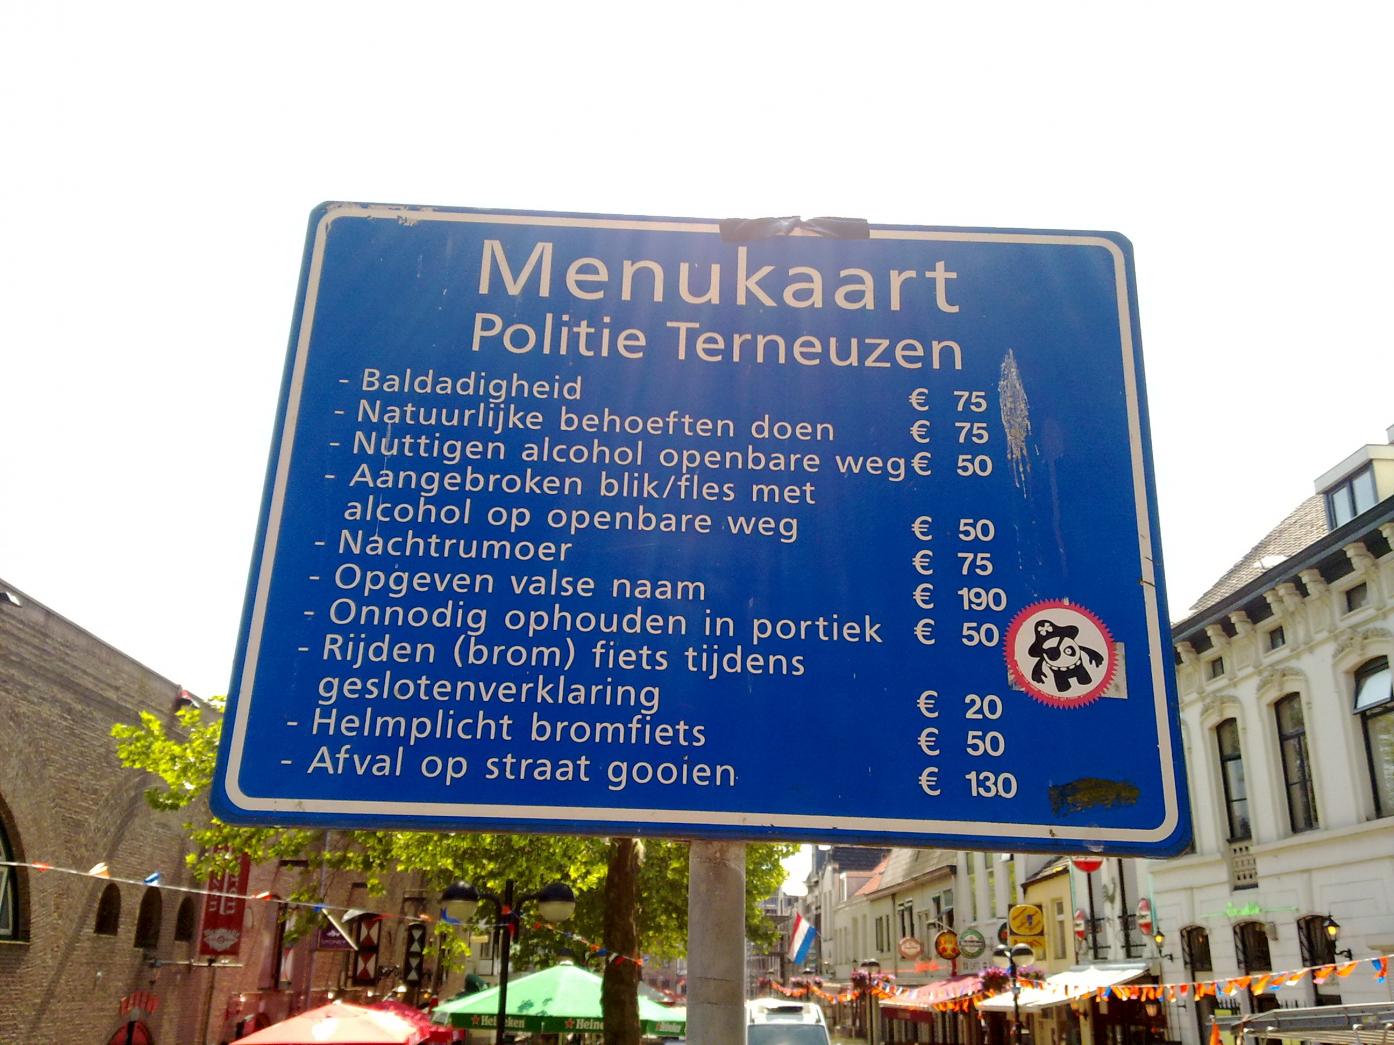 Menukaart
Politie Terneuzen
- Baldadigheid € 75
- Natuurlijke behoeften doen € 75
- Nuttigen alcohol openbare weg € 50
- Aangebroken blik/fles met
alcohol op openbare weg € 50
- Nachtrumoer € 75
- Opgeven valse naam € 190
- Onnodig ophouden in portiek € 50
- Rijden (brom) fiets tijdens
geslotenverklaring € 20
- Helmplicht bromfiets € 50
- Afval op straat gooien € 130
Heineken